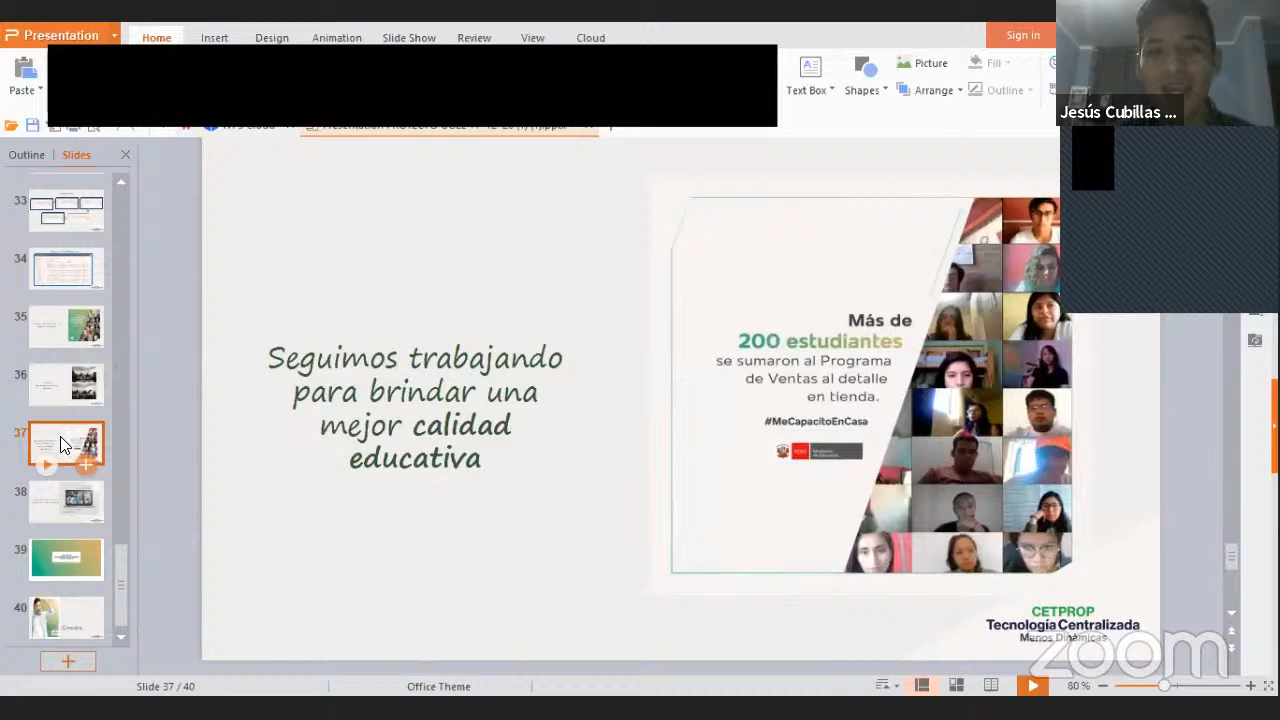 Presentation
Home
Insert
Design
Slide Show
Animation
Review
View
Cloud
Sign in
Paste
Text Box
Shapes
Picture
Arrange
Fill
Outline
Jesús Cubillas ...
Outline
Slides
33
34
35
36
37
38
39
40
Seguimos trabajando
para brindar una
mejor calidad
educativa
Más de
200 estudiantes
se sumaron al Programa
de Ventas al detalle
en tienda.
#MeCapacitoEnCasa
CETPROP
Tecnología Centralizada
Manos Dinámicas
zoom
Slide 37 / 40
Office Theme
80 %